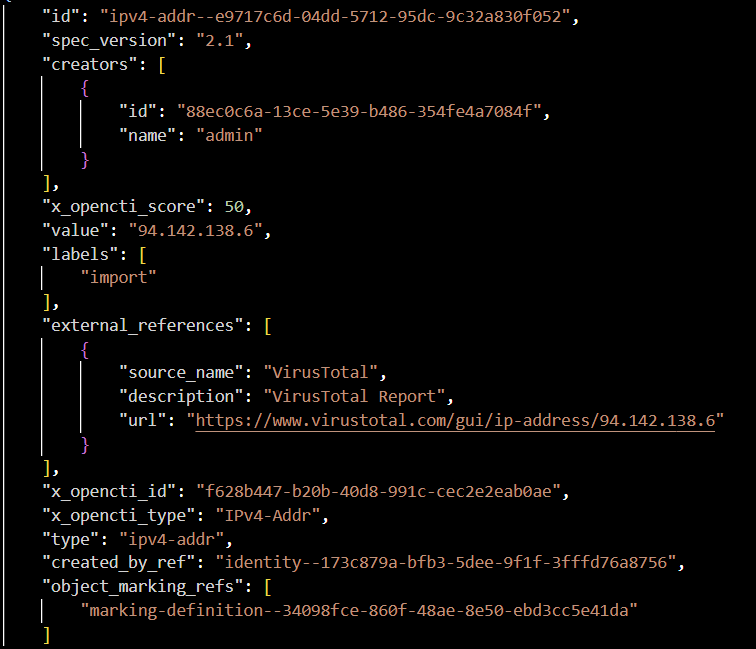 "id": "ipv4-addr--e9717c6d-04dd-5712-95dc-9c32a830f052",
"spec_version": "2.1",
"creators": [
{
"id": "88ec0c6a-13ce-5e39-b486-354fe4a7084f",
"name": "admin"
}
],
"x_opencti_score": 50,
"value": "94.142.138.6",
"labels": [
"import"
],
"external_references": [
{
"source_name": "VirusTotal",
"description": "VirusTotal Report",
"url": "https://www.virustotal.com/gui/ip-address/94.142.138.6"
}
],
"x_opencti_id": "f628b447-b20b-40d8-991c-cec2e2eab0ae",
"x_opencti_type": "IPv4-Addr",
"type": "ipv4-addr",
"created_by_ref": "identity--173c879a-bfb3-5dee-9f1f-3fffd76a8756",
"object_marking_refs": [
"marking-definition--34098fce-860f-48ae-8e50-ebd3cc5e41da"
]